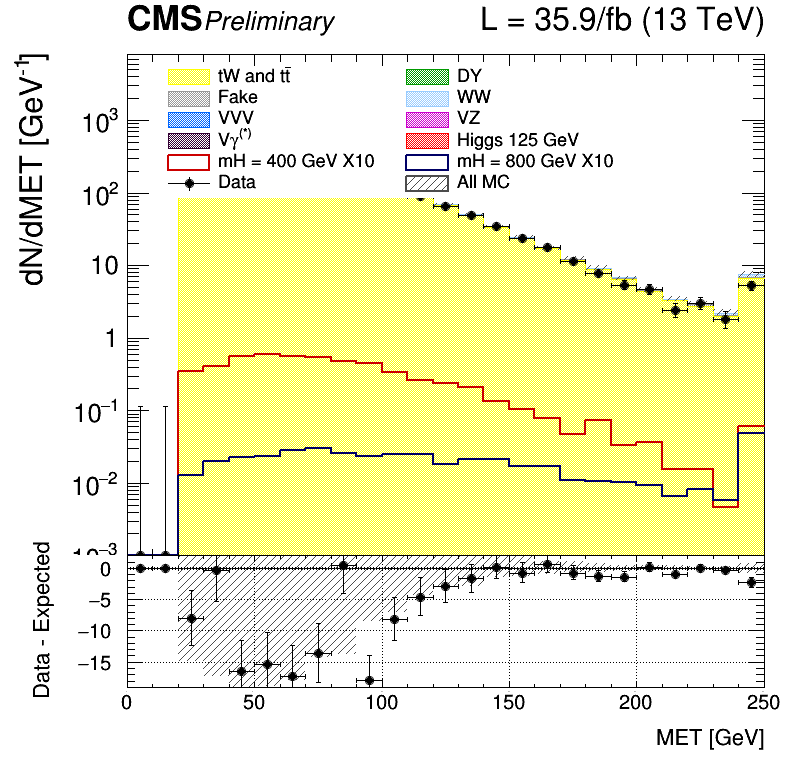 CMS Preliminary L = 35.9/fb (13 TeV)
dN/dMET [GeV⁻¹]
tW and tt̄ DY
Fake WW
VVV VZ
Vγ⁽*⁾ Higgs 125 GeV
mH = 400 GeV X10 mH = 800 GeV X10
Data All MC
10³
10²
10
1
10⁻¹
10⁻²
10⁻³
Data - Expected
0
−5
−10
−15
0 50 100 150 200 250
MET [GeV]